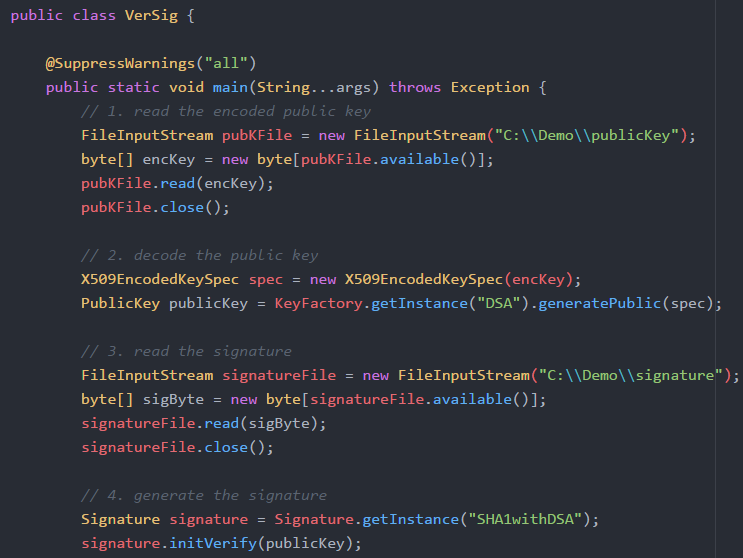 public class VerSig {
@SuppressWarnings("all")
public static void main(String...args) throws Exception {
// 1. read the encoded public key
FileInputStream pubKFile = new FileInputStream("C:\\Demo\\publicKey");
byte[] encKey = new byte[pubKFile.available()];
pubKFile.read(encKey);
pubKFile.close();
// 2. decode the public key
X509EncodedKeySpec spec = new X509EncodedKeySpec(encKey);
PublicKey publicKey = KeyFactory.getInstance("DSA").generatePublic(spec);
// 3. read the signature
FileInputStream signatureFile = new FileInputStream("C:\\Demo\\signature");
byte[] sigByte = new byte[signatureFile.available()];
signatureFile.read(sigByte);
signatureFile.close();
// 4. generate the signature
Signature signature = Signature.getInstance("SHA1withDSA");
signature.initVerify(publicKey);